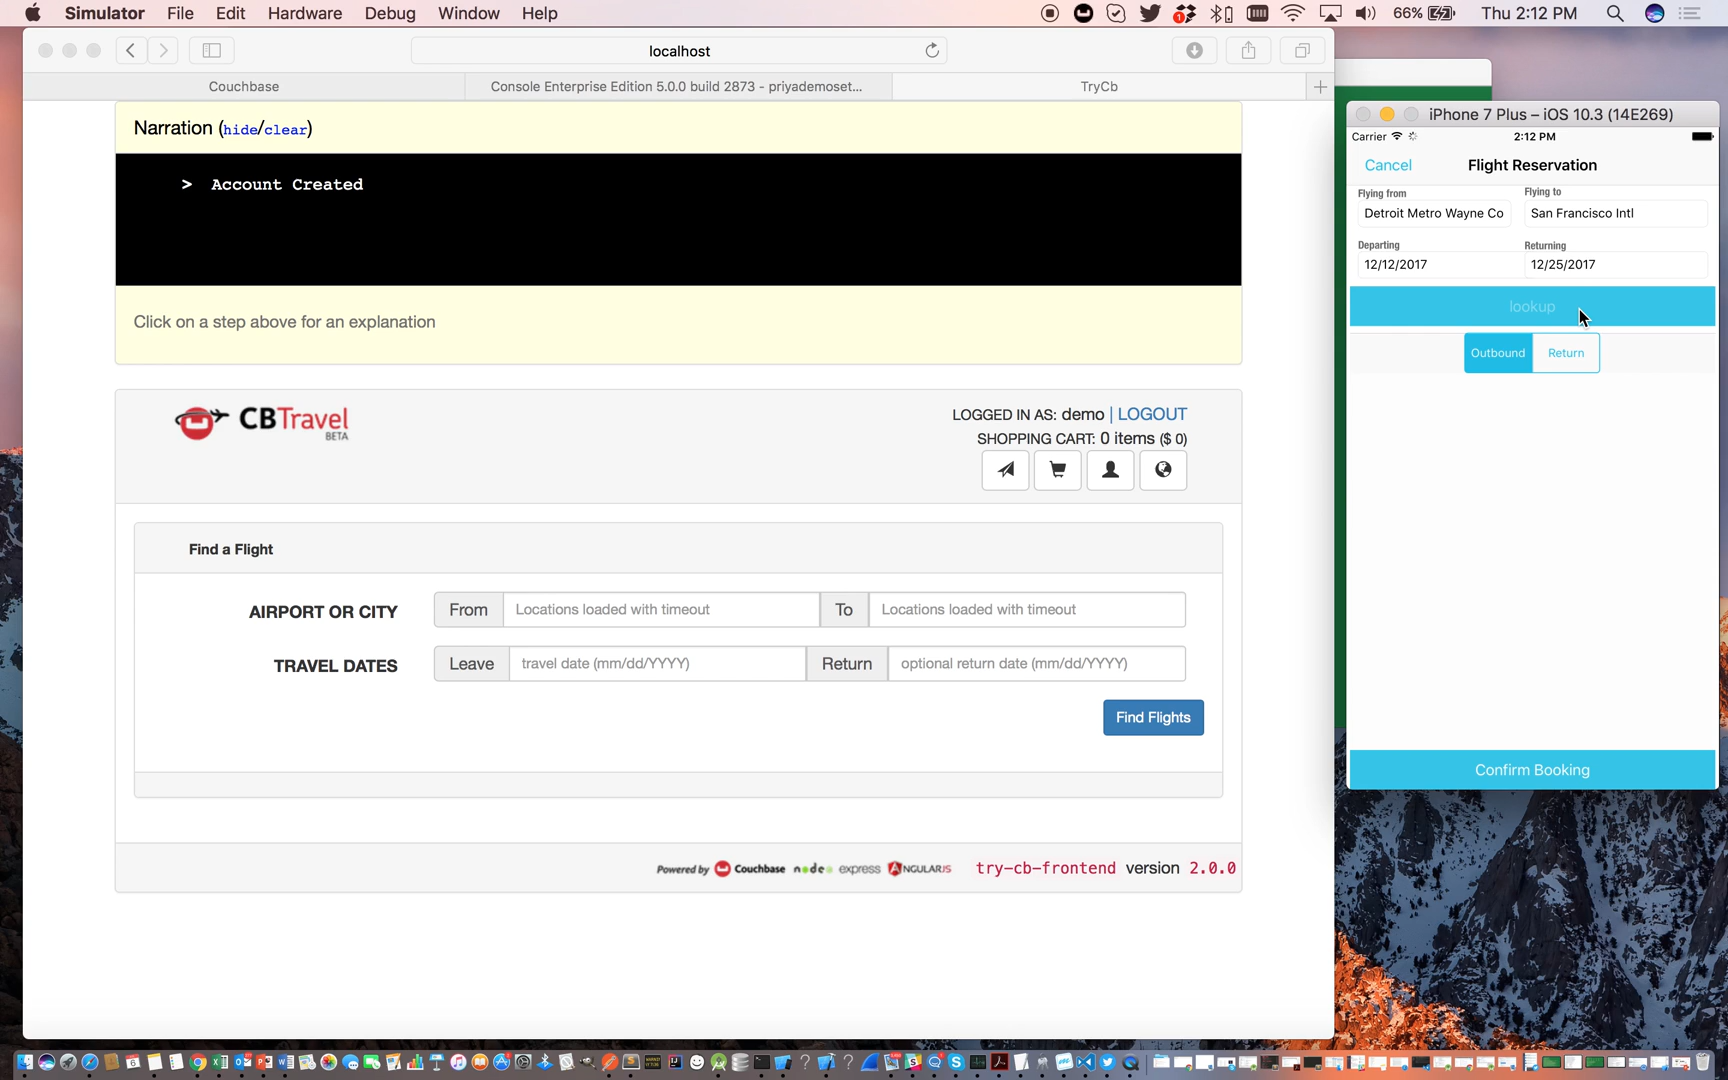 Simulator File Edit Hardware Debug Window Help
66% Thu 2:12 PM
localhost
Couchbase
Console Enterprise Edition 5.0.0 build 2873 - priyademoset...
TryCb
Narration (hide/clear)
> Account Created
Click on a step above for an explanation
CBTravel
BETA
LOGGED IN AS: demo | LOGOUT
SHOPPING CART: 0 items ($ 0)
Find a Flight
AIRPORT OR CITY From Locations loaded with timeout To Locations loaded with timeout
TRAVEL DATES Leave travel date (mm/dd/YYYY) Return optional return date (mm/dd/YYYY)
Find Flights
Powered by Couchbase node express ANGULARJS try-cb-frontend version 2.0.0
iPhone 7 Plus – iOS 10.3 (14E269)
Carrier 2:12 PM
Cancel Flight Reservation
Flying from Flying to
Detroit Metro Wayne Co San Francisco Intl
Departing Returning
12/12/2017 12/25/2017
lookup
Outbound Return
Confirm Booking